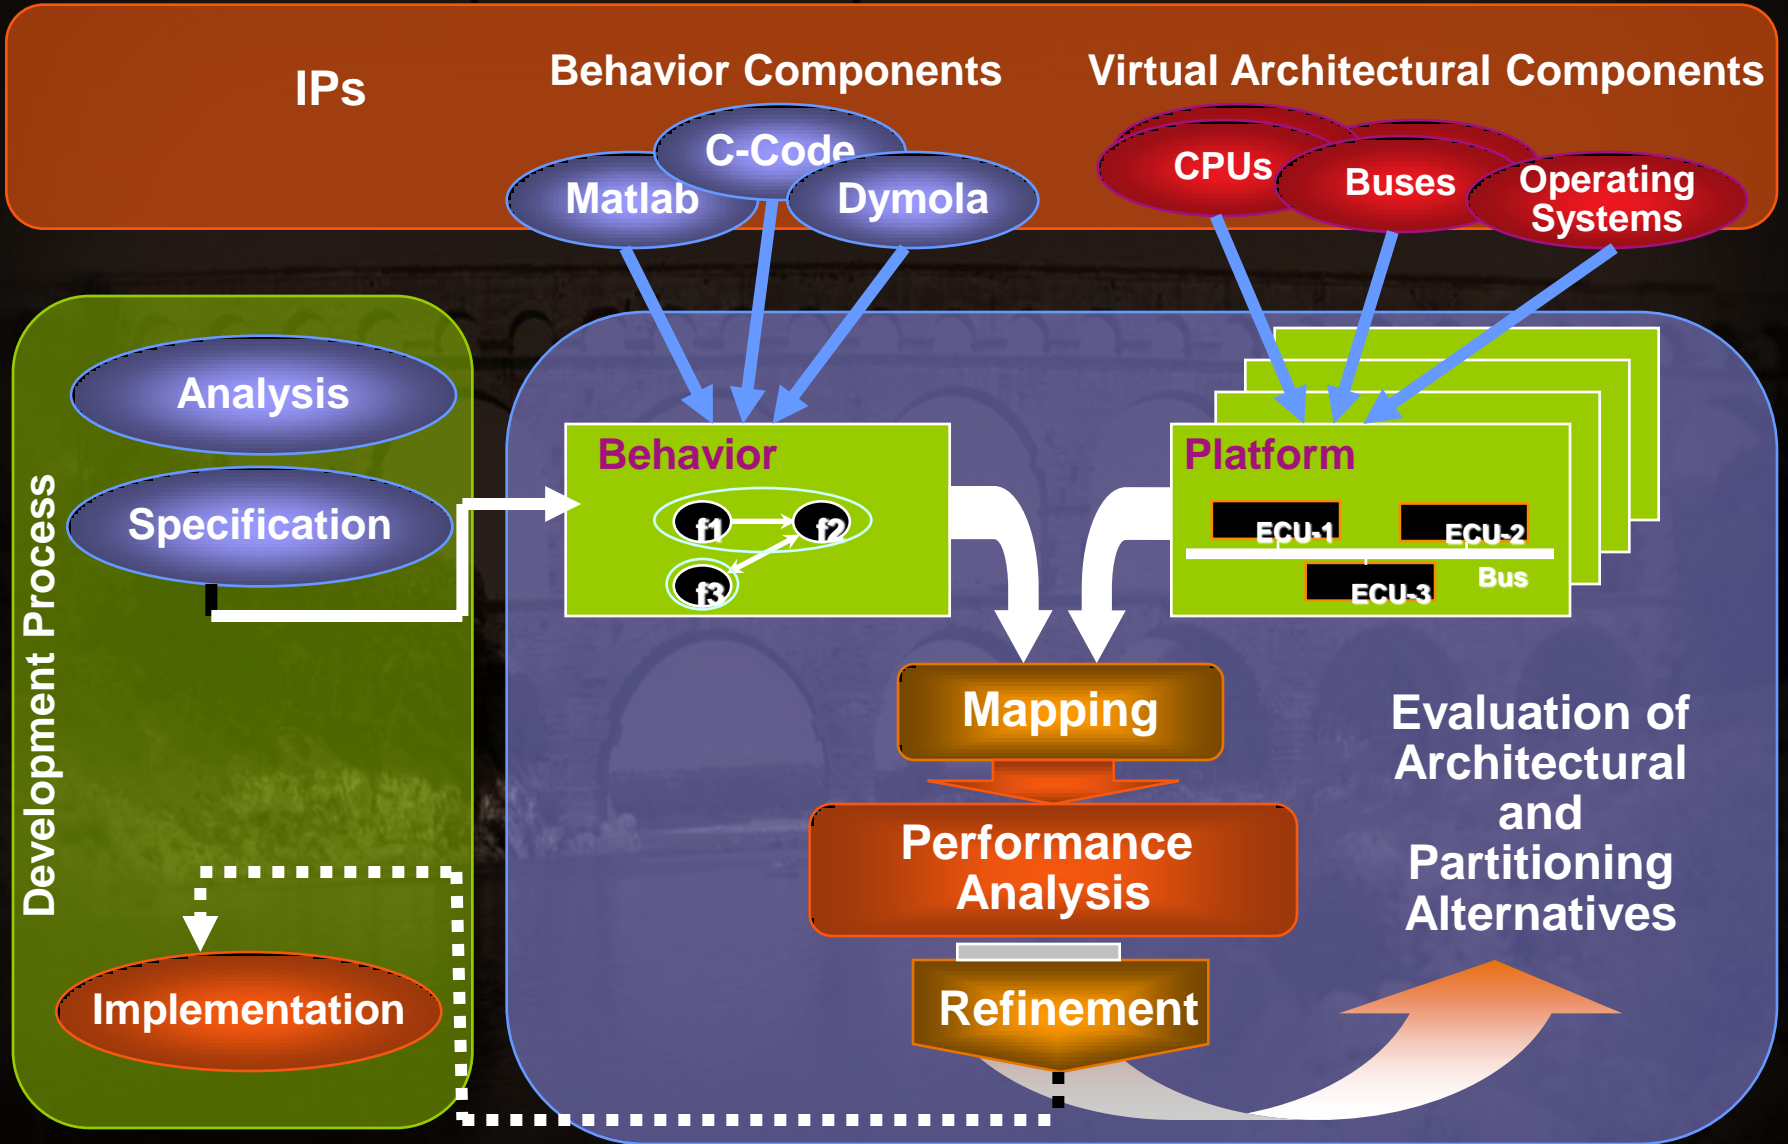 IPs
Behavior Components
Virtual Architectural Components
C-Code
Matlab
Dymola
CPUs
Buses
Operating
Systems
Development Process
Analysis
Specification
Implementation
Behavior
f1
f2
f3
Platform
ECU-1
ECU-2
ECU-3
Bus
Mapping
Performance
Analysis
Refinement
Evaluation of
Architectural
and
Partitioning
Alternatives